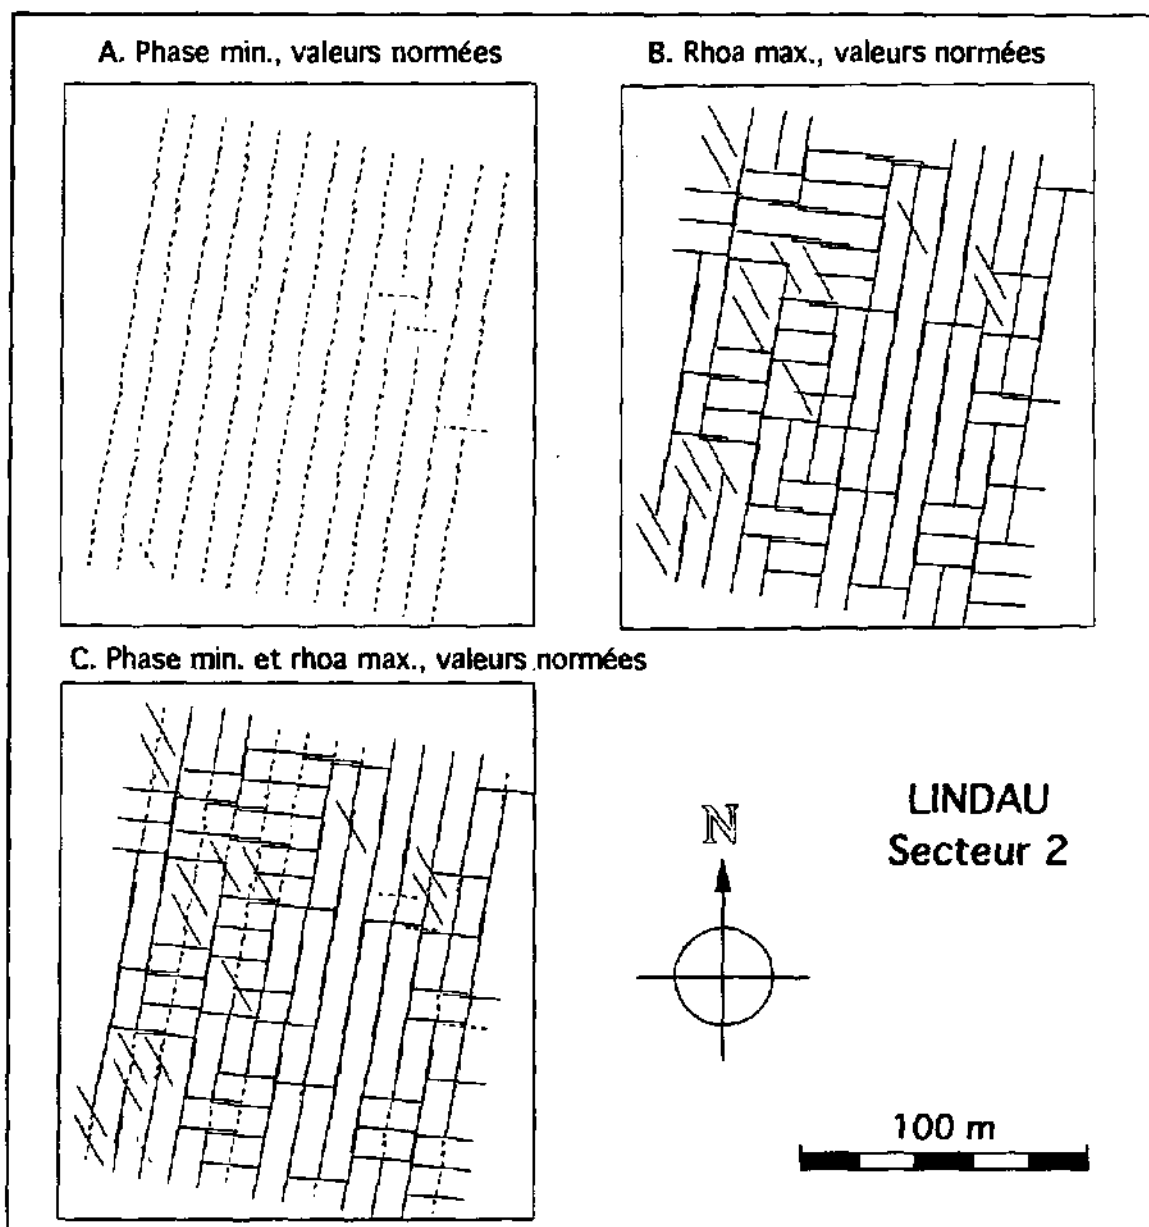 A. Phase min., valeurs normées
B. Rhoa max., valeurs normées
C. Phase min. et rhoa max., valeurs normées
N
LINDAU
Secteur 2
100 m